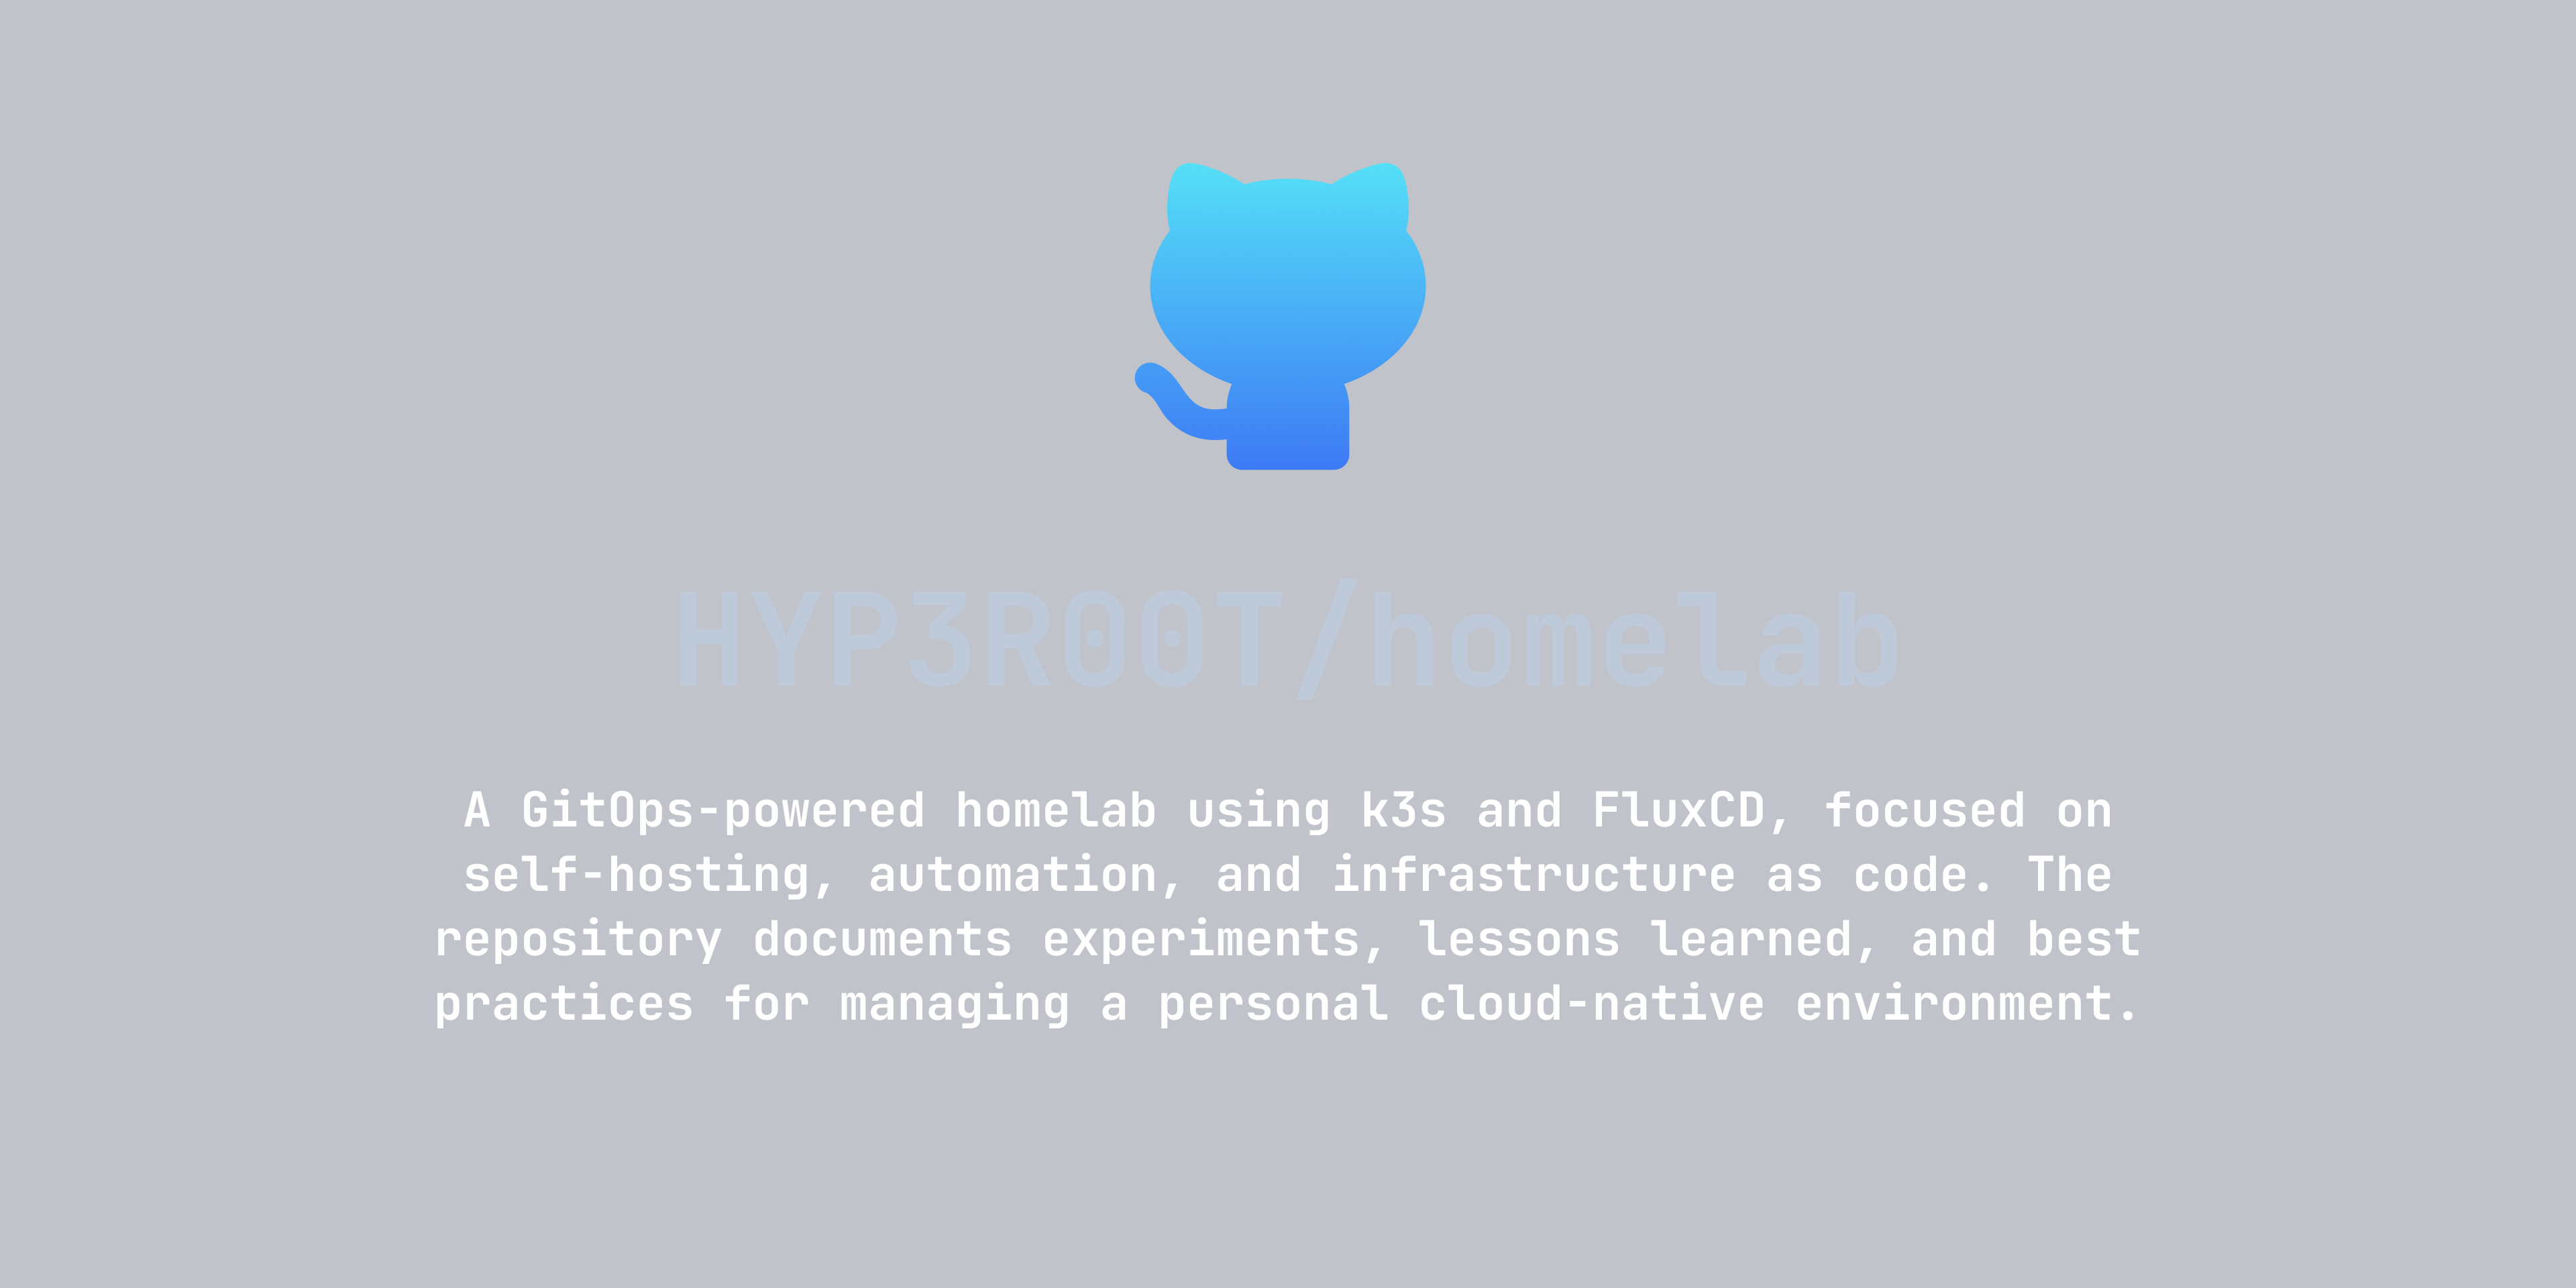 HYP3R00T/homelab
A GitOps-powered homelab using k3s and FluxCD, focused on
self-hosting, automation, and infrastructure as code. The
repository documents experiments, lessons learned, and best
practices for managing a personal cloud-native environment.